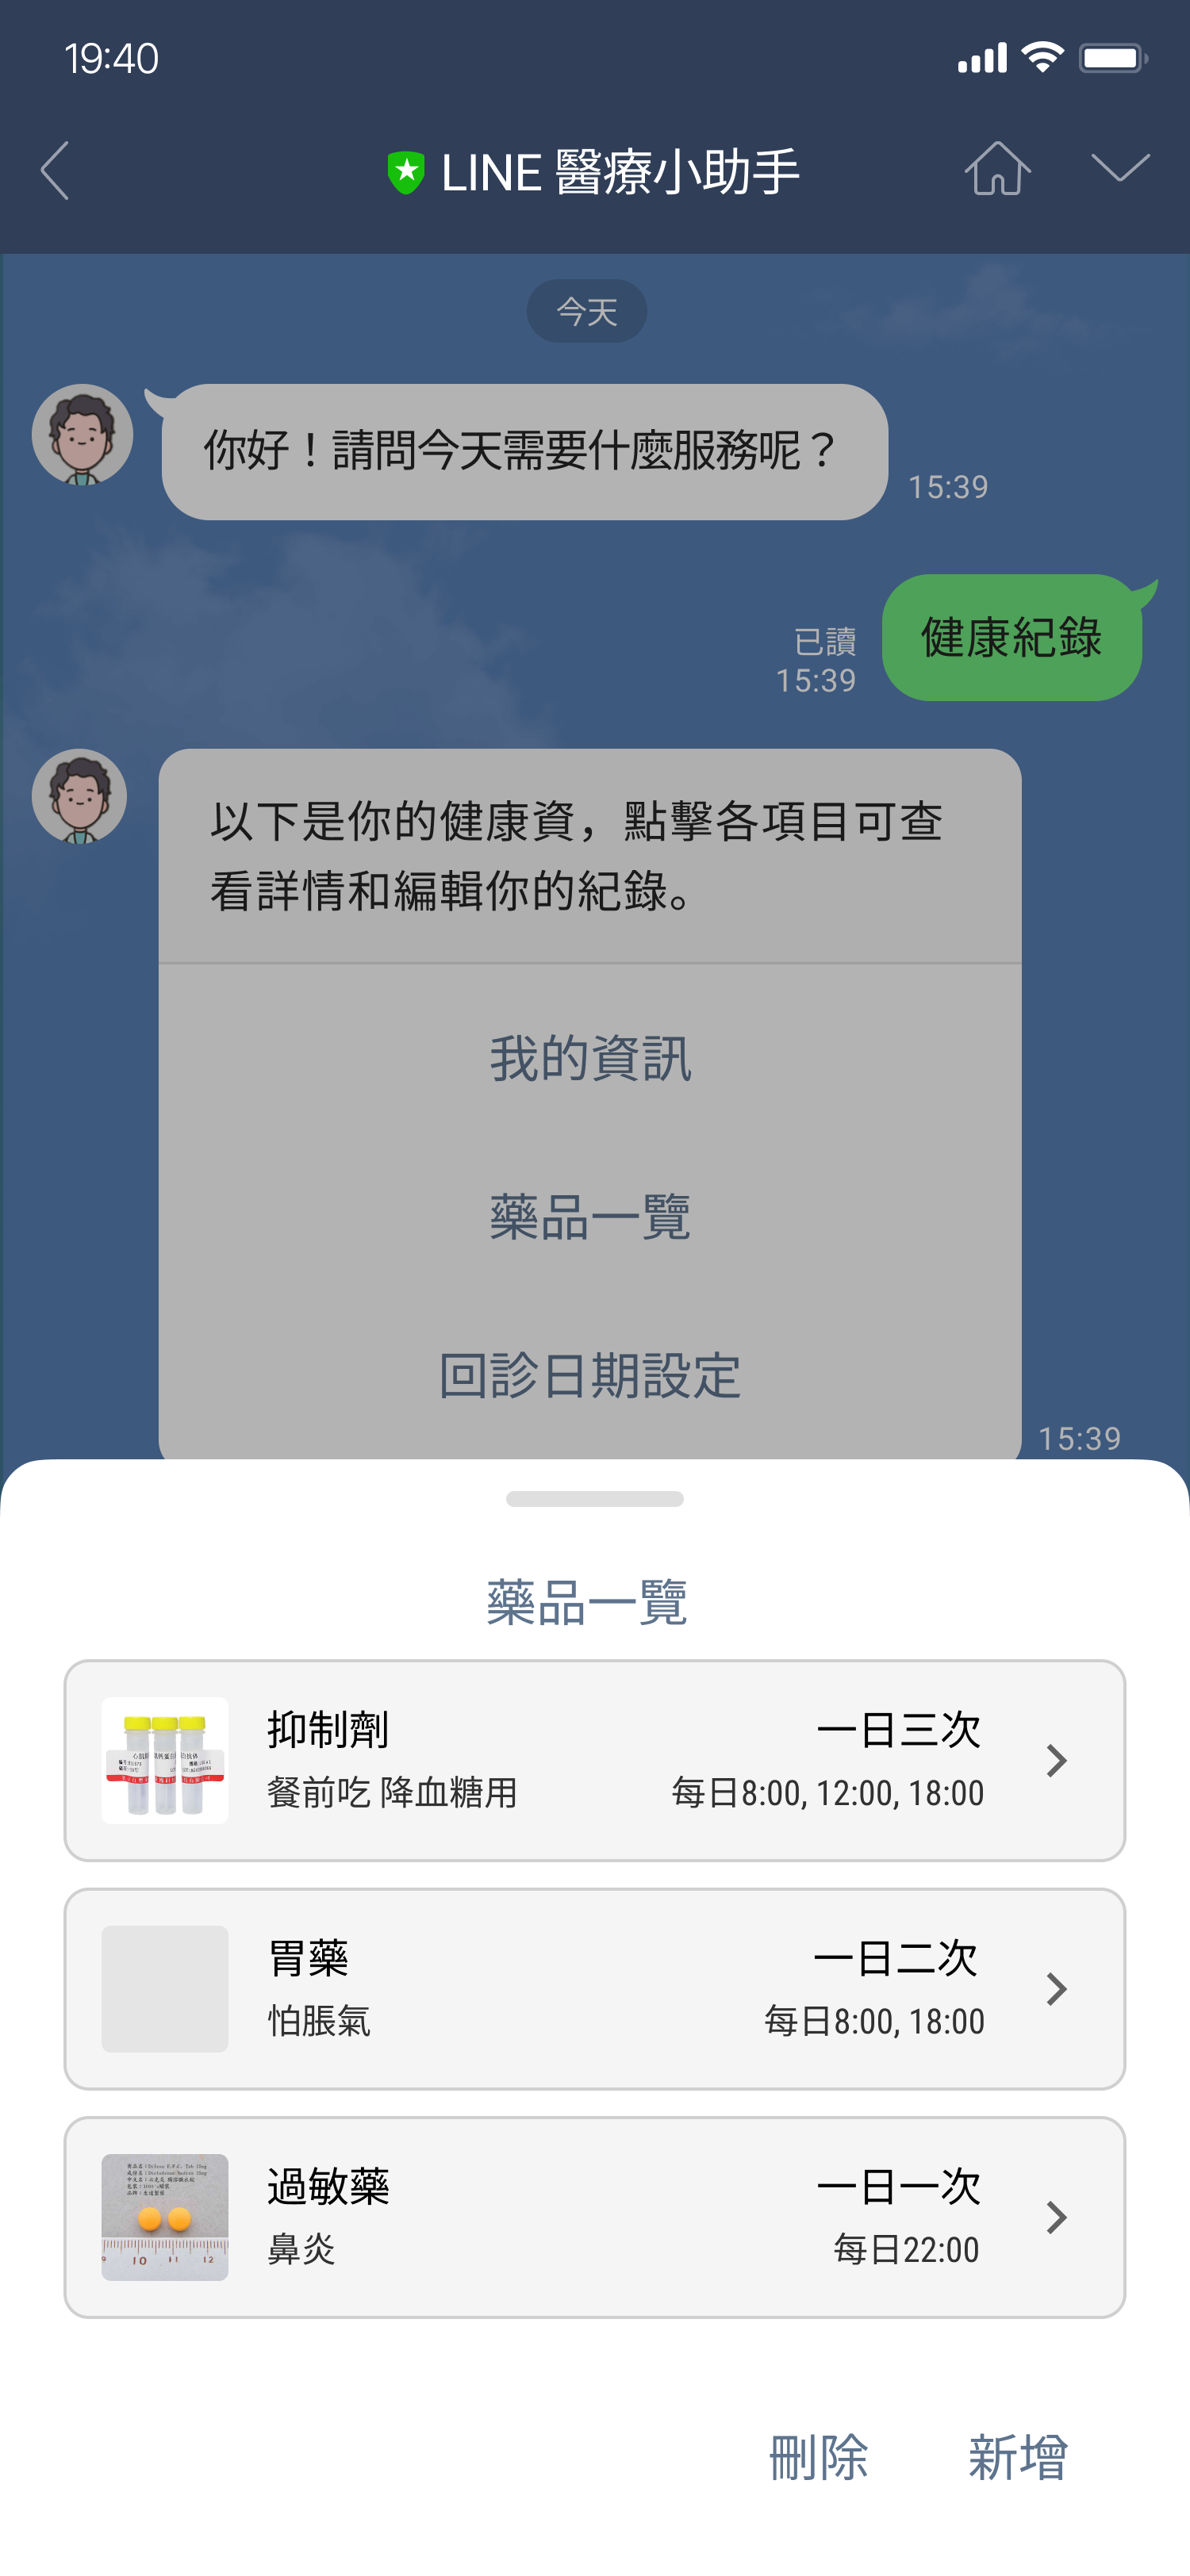 19:40
LINE 醫療小助手
今天
你好！請問今天需要什麼服務呢？
15:39
健康紀錄
已讀
15:39
以下是你的健康資，點擊各項目可查
看詳情和編輯你的紀錄。
我的資訊
藥品一覽
回診日期設定
15:39
藥品一覽
抑制劑
一日三次
餐前吃 降血糖用
每日8:00, 12:00, 18:00
胃藥
一日二次
怕脹氣
每日8:00, 18:00
過敏藥
一日一次
鼻炎
每日22:00
10 11 12
刪除
新增